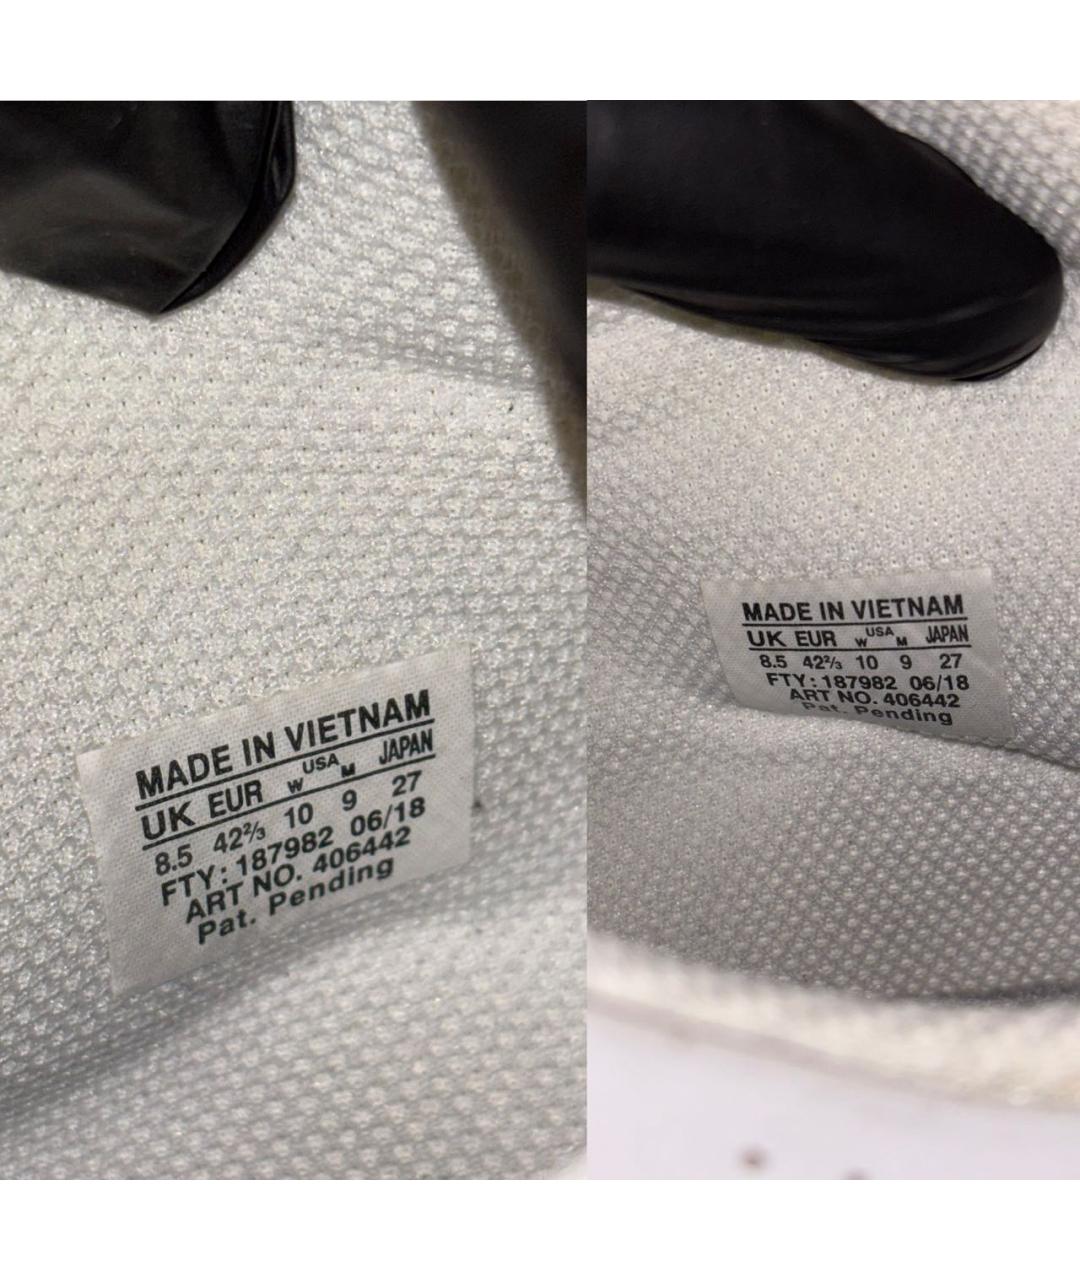 MADE IN VIETNAM
UK EUR W USA M JAPAN
8.5 42⅔ 10 9 27
FTY: 187982 06/18
ART NO. 406442
Pat. Pending
MADE IN VIETNAM
UK EUR W USA M JAPAN
8.5 42⅔ 10 9 27
FTY: 187982 06/18
ART NO. 406442
Pat. Pending